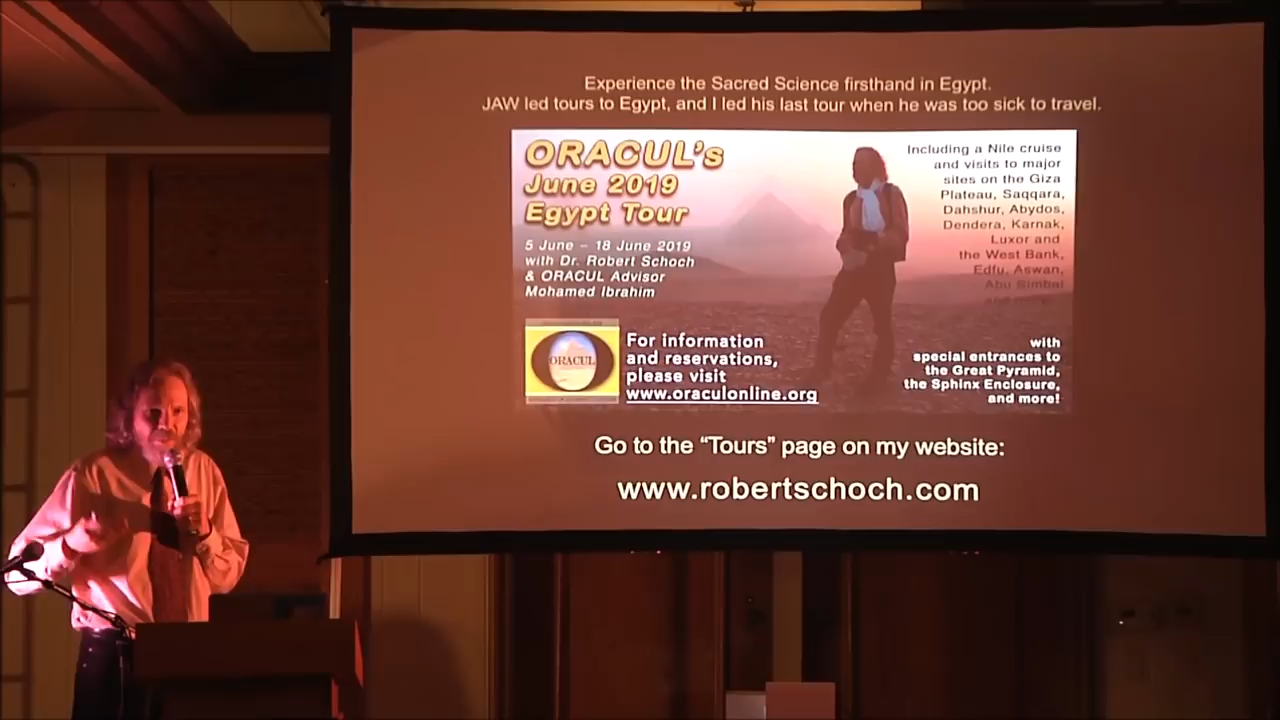 Experience the Sacred Science firsthand in Egypt.
JAW led tours to Egypt, and I led his last tour when he was too sick to travel.
ORACUL's
June 2019
Egypt Tour
5 June – 18 June 2019
with Dr. Robert Schoch
& ORACUL Advisor
Mohamed Ibrahim
Including a Nile cruise
and visits to major
sites on the Giza
Plateau, Saqqara,
Dahshur, Abydos,
Dendera, Karnak,
Luxor and
the West Bank,
Edfu, Aswan,
Abu Simbel
and more!
ORACUL
For information
and reservations,
please visit
www.oraculonline.org
with
special entrances to
the Great Pyramid,
the Sphinx Enclosure,
and more!
Go to the “Tours” page on my website:
www.robertschoch.com